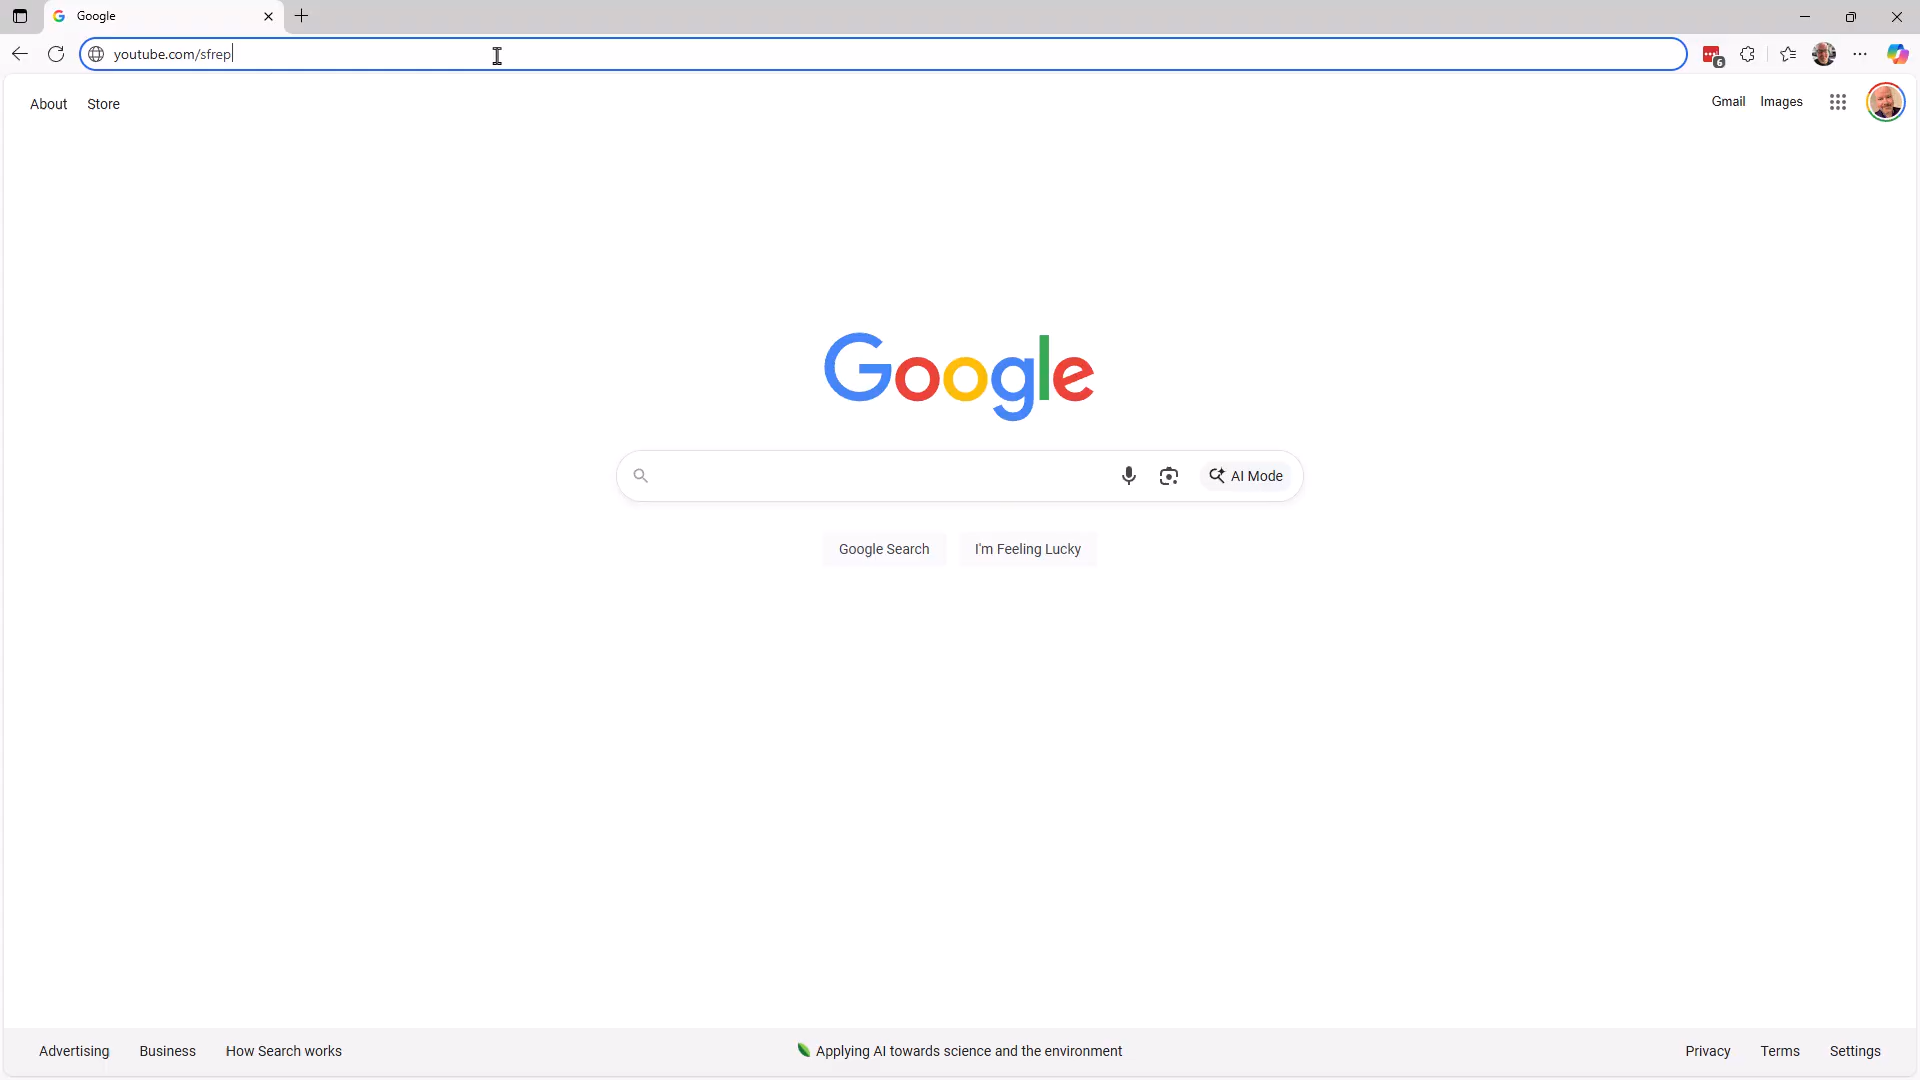 Google
youtube.com/sfrep
6
About Store
Gmail Images
Google
AI Mode
Google Search I'm Feeling Lucky
Advertising Business How Search works
Applying AI towards science and the environment
Privacy Terms Settings